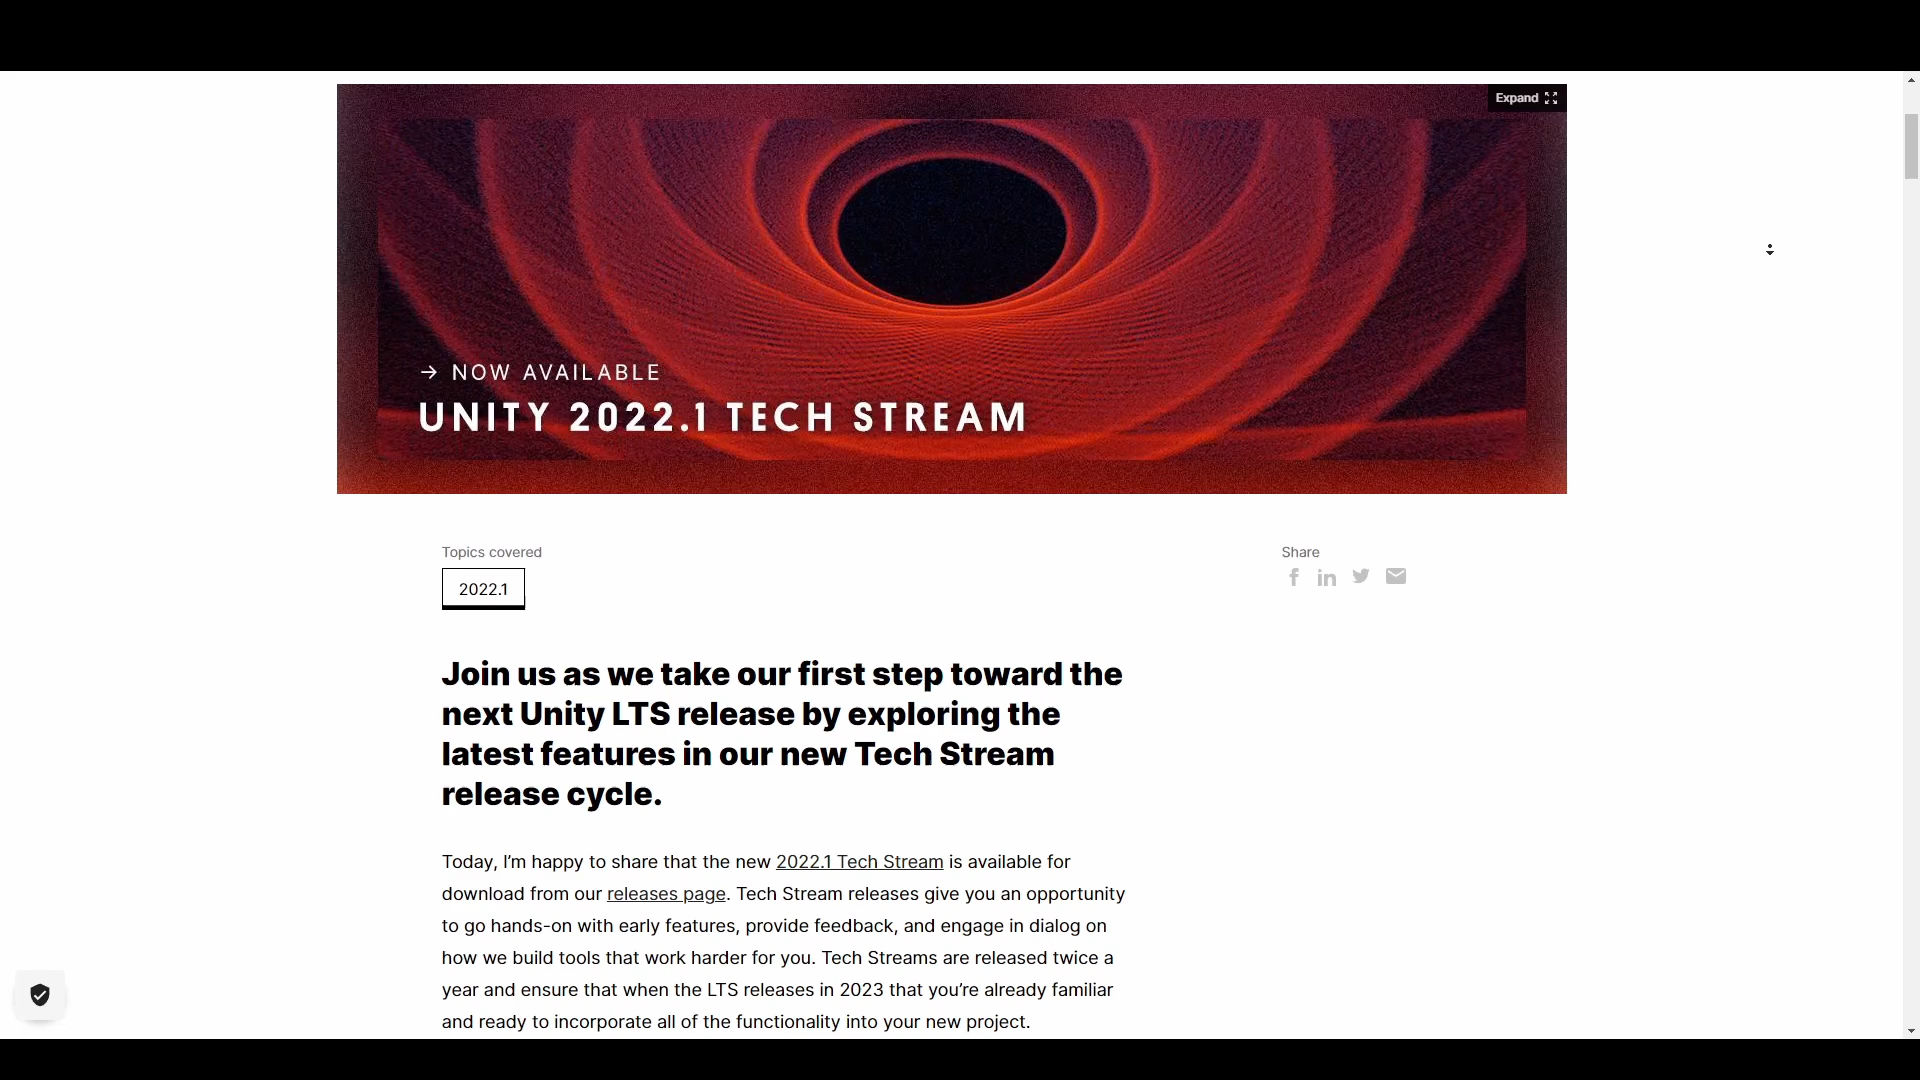 Expand
→ NOW AVAILABLE
UNITY 2022.1 TECH STREAM
Topics covered
2022.1
Share
Join us as we take our first step toward the
next Unity LTS release by exploring the
latest features in our new Tech Stream
release cycle.
Today, I’m happy to share that the new 2022.1 Tech Stream is available for
download from our releases page. Tech Stream releases give you an opportunity
to go hands-on with early features, provide feedback, and engage in dialog on
how we build tools that work harder for you. Tech Streams are released twice a
year and ensure that when the LTS releases in 2023 that you’re already familiar
and ready to incorporate all of the functionality into your new project.